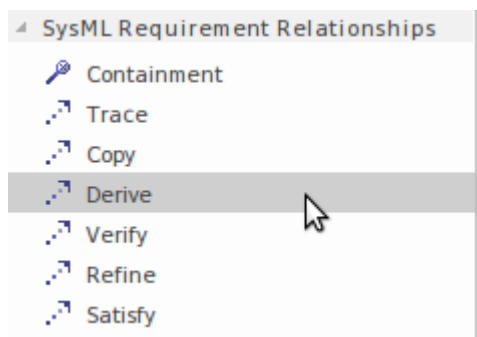 SysML Requirement Relationships
Containment
Trace
Copy
Derive
Verify
Refine
Satisfy